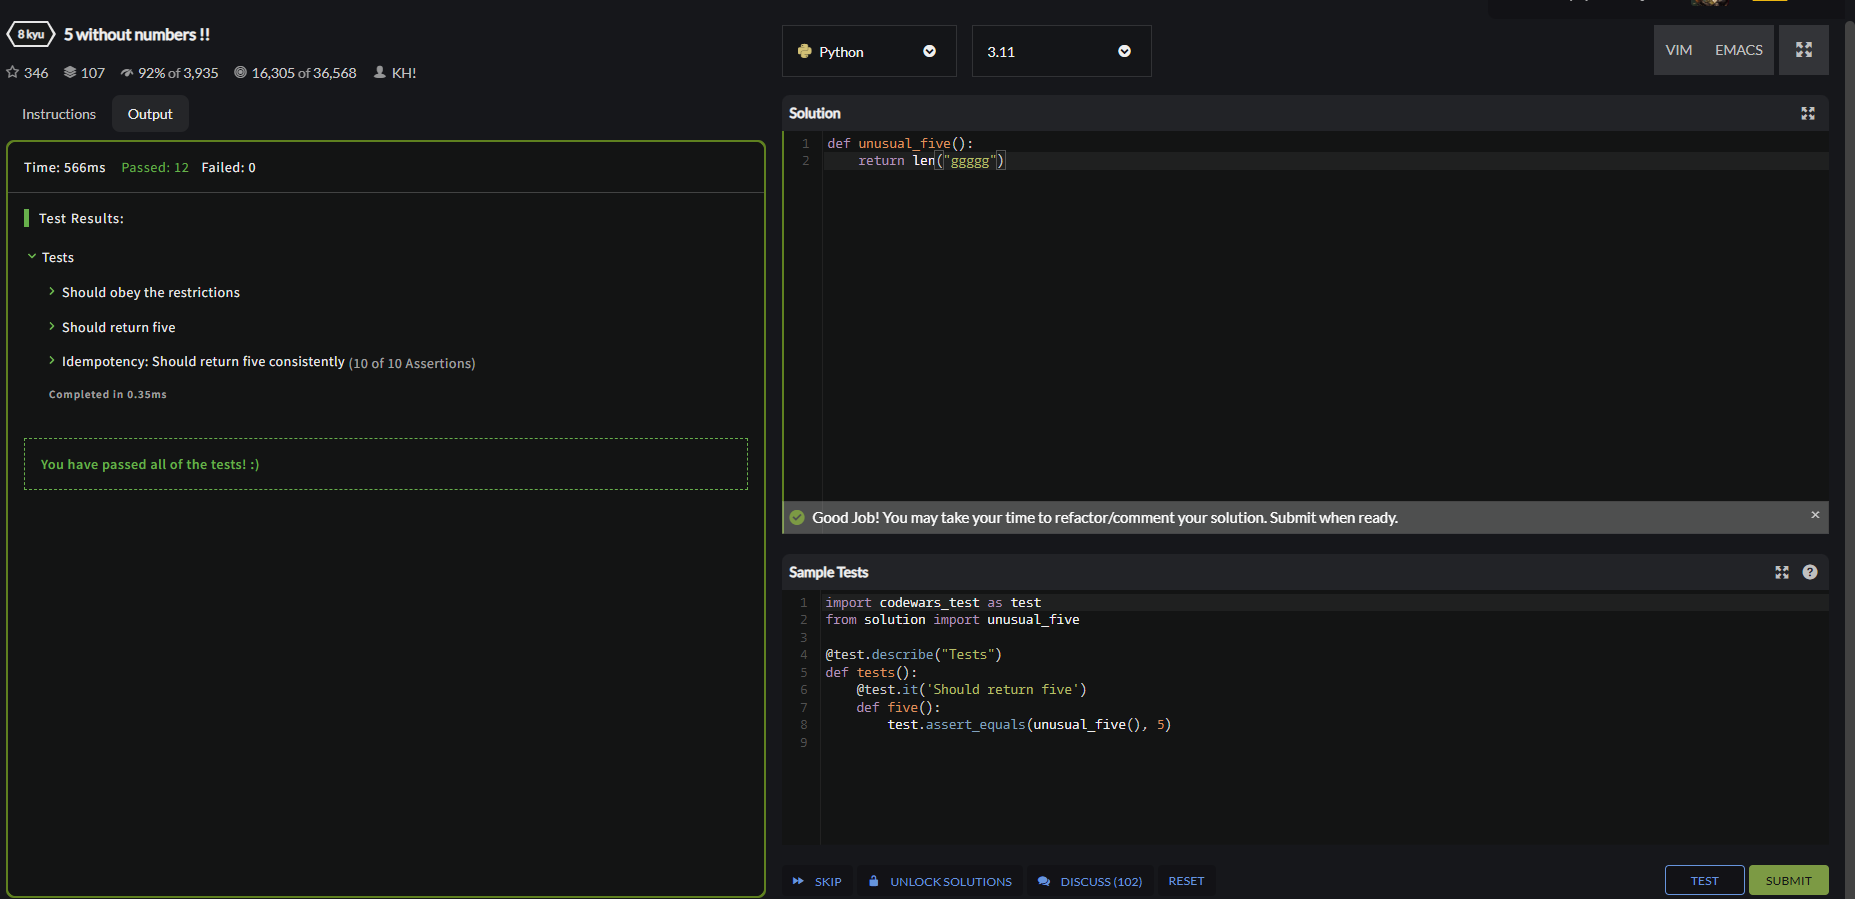 8 kyu 5 without numbers !!
346 107 92% of 3,935 16,305 of 36,568 KH!
Instructions Output
Time: 566ms Passed: 12 Failed: 0
Test Results:
Tests
Should obey the restrictions
Should return five
Idempotency: Should return five consistently (10 of 10 Assertions)
Completed in 0.35ms
You have passed all of the tests! :)
Python 3.11 VIM EMACS
Solution
1 def unusual_five():
2 return len("ggggg")
Good Job! You may take your time to refactor/comment your solution. Submit when ready. ×
Sample Tests ?
1 import codewars_test as test
2 from solution import unusual_five
3
4 @test.describe("Tests")
5 def tests():
6 @test.it('Should return five')
7 def five():
8 test.assert_equals(unusual_five(), 5)
9
SKIP UNLOCK SOLUTIONS DISCUSS (102) RESET TEST SUBMIT